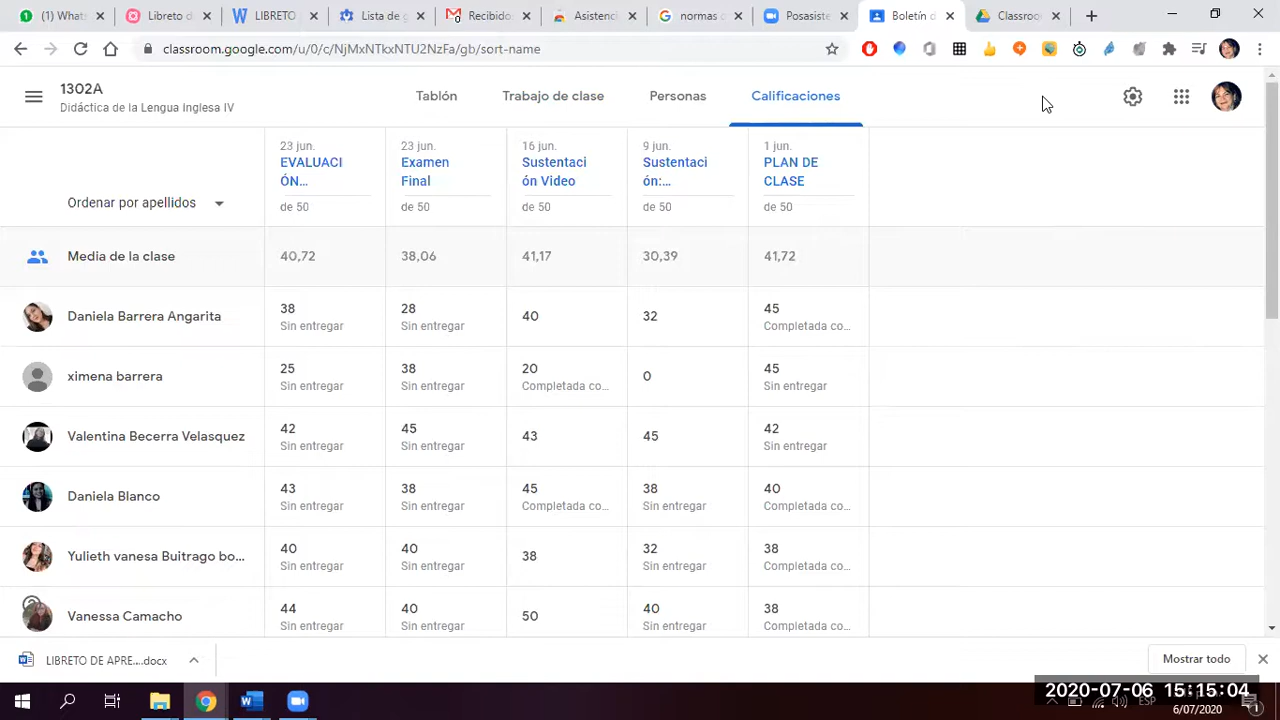 (1) Whats
Libreto d
LIBRETO
Lista de g
Recibido
Asistenci
normas c
Posasiste
Boletín d
Classroom
classroom.google.com/u/0/c/NjMxNTkxNTU2NzFa/gb/sort-name
1302A
Didáctica de la Lengua Inglesa IV
Tablón
Trabajo de clase
Personas
Calificaciones
Ordenar por apellidos
23 jun.
EVALUACI
ÓN...
de 50
23 jun.
Examen
Final
de 50
16 jun.
Sustentaci
ón Video
de 50
9 jun.
Sustentaci
ón:...
de 50
1 jun.
PLAN DE
CLASE
de 50
Media de la clase 40,72 38,06 41,17 30,39 41,72
Daniela Barrera Angarita 38 28 40 32 45
Sin entregar Sin entregar Completada co...
ximena barrera 25 38 20 0 45
Sin entregar Sin entregar Completada co... Sin entregar
Valentina Becerra Velasquez 42 45 43 45 42
Sin entregar Sin entregar Sin entregar
Daniela Blanco 43 38 45 38 40
Sin entregar Sin entregar Completada co... Sin entregar Completada co...
Yulieth vanesa Buitrago bo... 40 40 38 32 38
Sin entregar Sin entregar Sin entregar Completada co...
Vanessa Camacho 44 40 50 40 38
Sin entregar Sin entregar Sin entregar Completada co...
LIBRETO DE APRE....docx
Mostrar todo
2020-07-06 15:15:04
ESP
6/07/2020